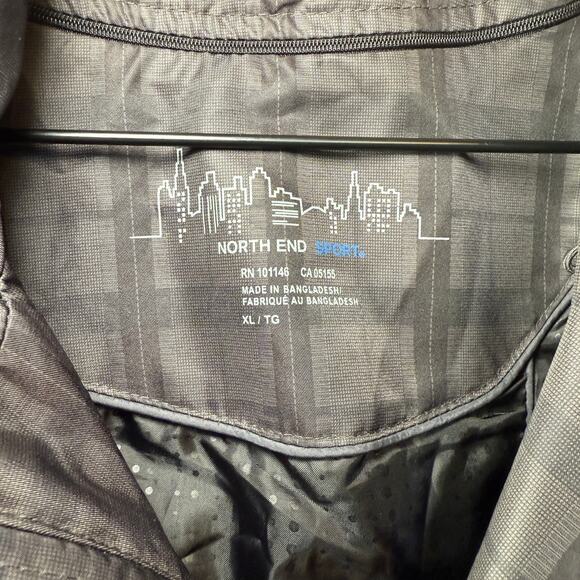 NORTH END SPORT.
RN 101146 CA 05155
MADE IN BANGLADESH/
FABRIQUÉ AU BANGLADESH
XL / TG